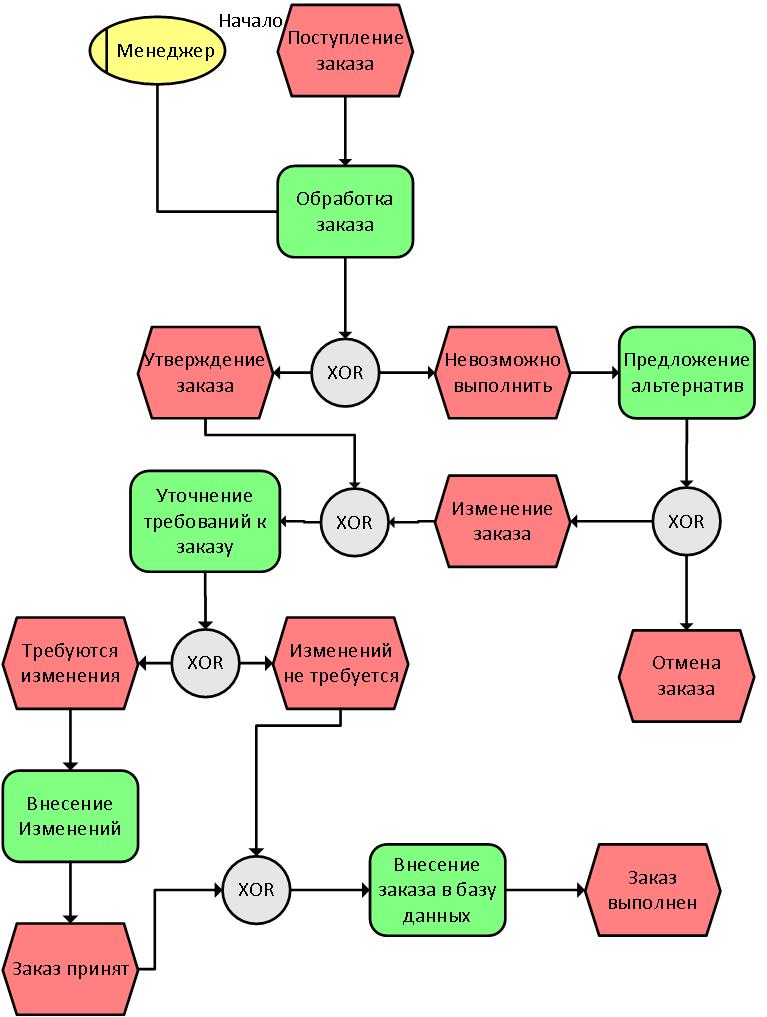 Начало
Менеджер
Поступление
заказа
Обработка
заказа
Утверждение
заказа
XOR
Невозможно
выполнить
Предложение
альтернатив
Уточнение
требований к
заказу
XOR
Изменение
заказа
XOR
Требуются
изменения
XOR
Изменений
не требуется
Отмена
заказа
Внесение
Изменений
XOR
Внесение
заказа в базу
данных
Заказ
выполнен
Заказ принят